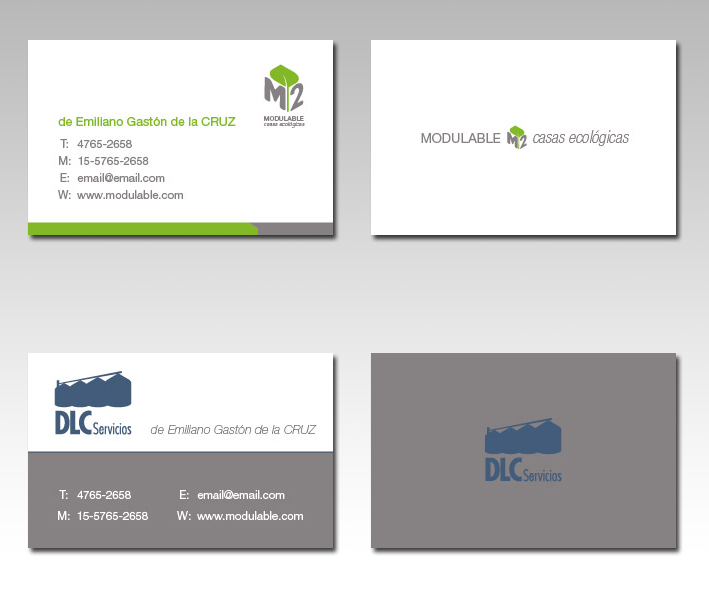 M2
MODULABLE
casas ecológicas
de Emiliano Gastón de la CRUZ
T: 4765-2658
M: 15-5765-2658
E: email@email.com
W: www.modulable.com
MODULABLE M2 casas ecológicas
DLC Servicios
de Emiliano Gastón de la CRUZ
T: 4765-2658 E: email@email.com
M: 15-5765-2658 W: www.modulable.com
DLC Servicios